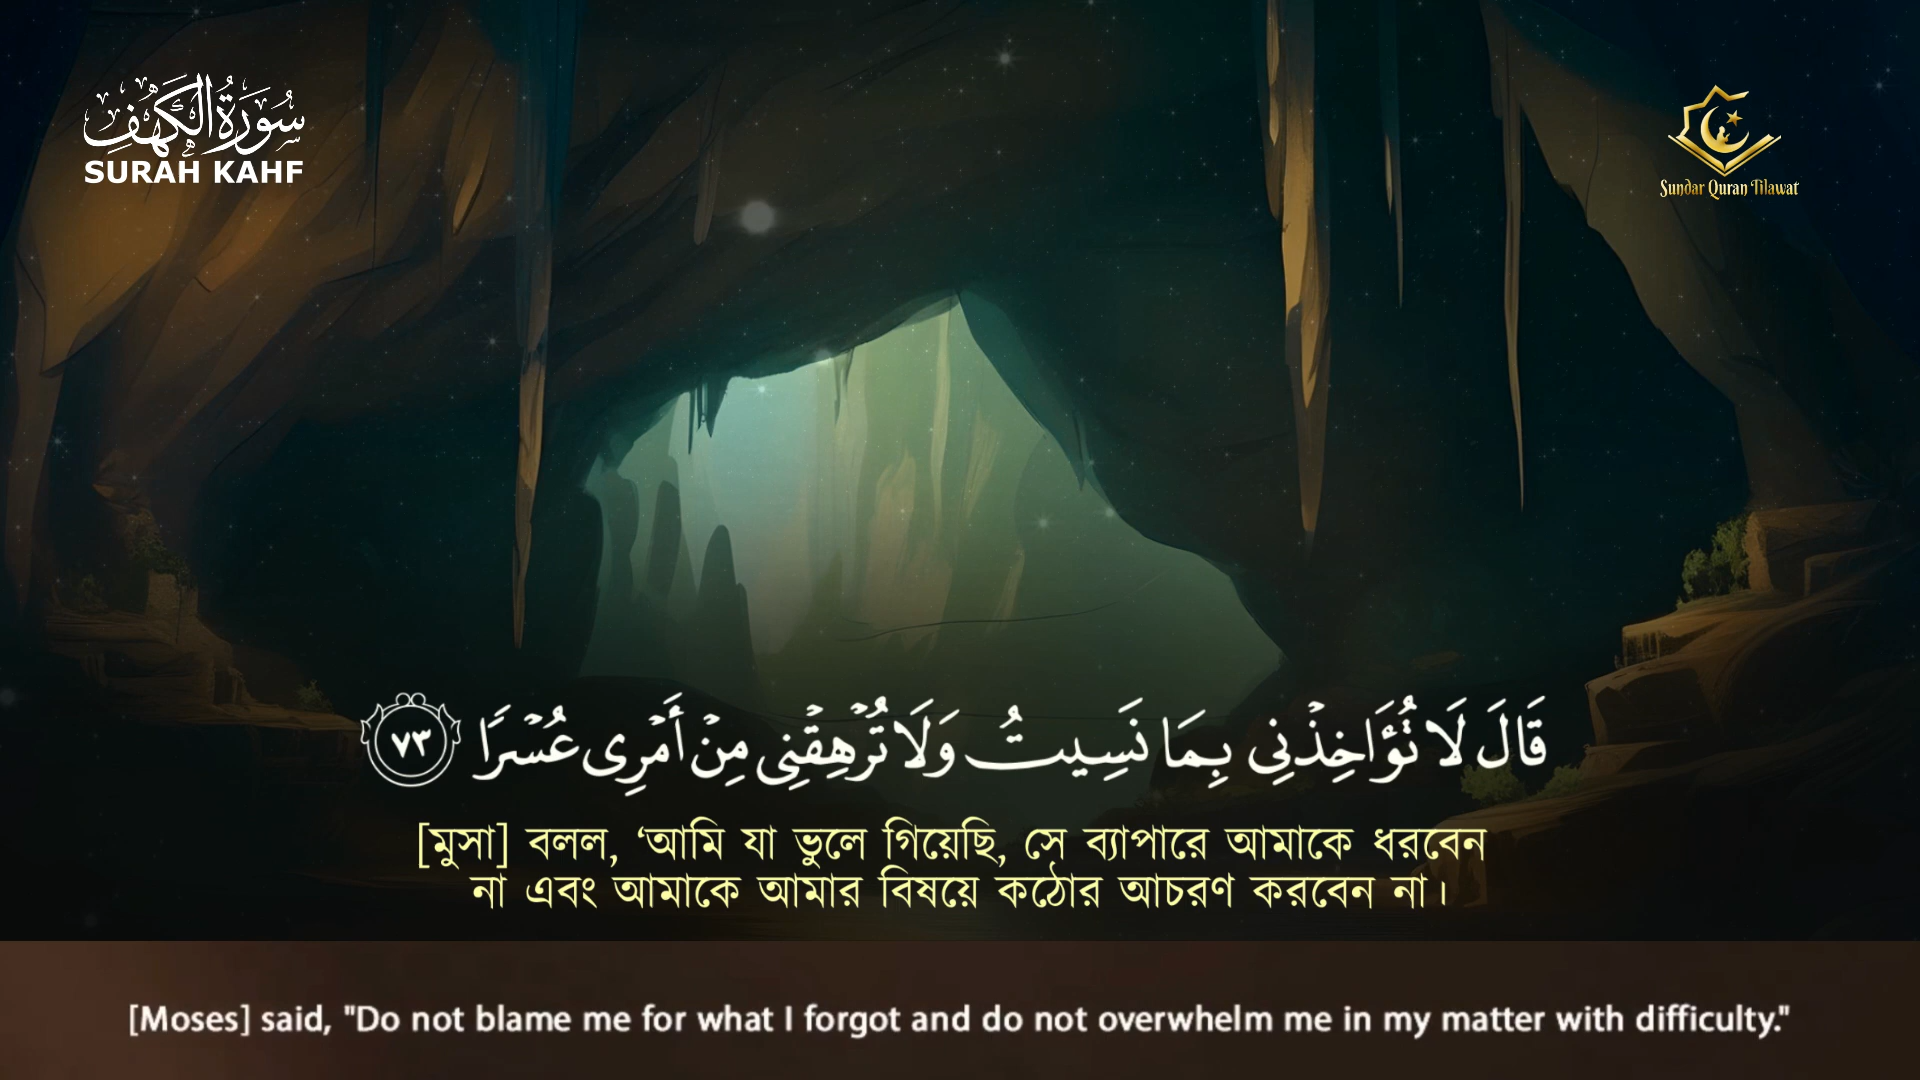 سُورَةُ الْكَهْفِ
SURAH KAHF
Sundar Quran Tilawat
قَالَ لَا تُؤَاخِذْنِى بِمَا نَسِيتُ وَلَا تُرْهِقْنِى مِنْ أَمْرِى عُسْرًا ٧٣
[মুসা] বলল, ‘আমি যা ভুলে গিয়েছি, সে ব্যাপারে আমাকে ধরবেন
না এবং আমাকে আমার বিষয়ে কঠোর আচরণ করবেন না।
[Moses] said, "Do not blame me for what I forgot and do not overwhelm me in my matter with difficulty."